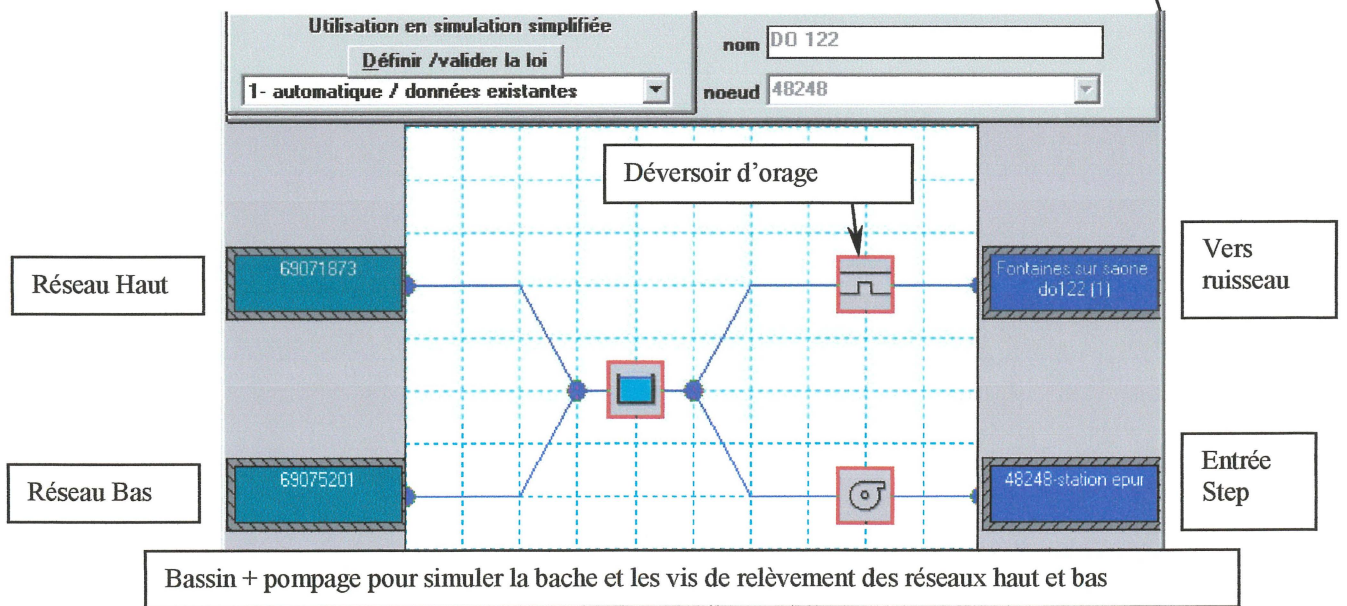 Utilisation en simulation simplifiée
Définir /valider la loi
1- automatique / données existantes
nom DO 122
noeud 48248
Déversoir d'orage
Réseau Haut
69071873
Fontaines sur saone
do122 [1]
Vers
ruisseau
Réseau Bas
69075201
48248-station epur
Entrée
Step
Bassin + pompage pour simuler la bache et les vis de relèvement des réseaux haut et bas